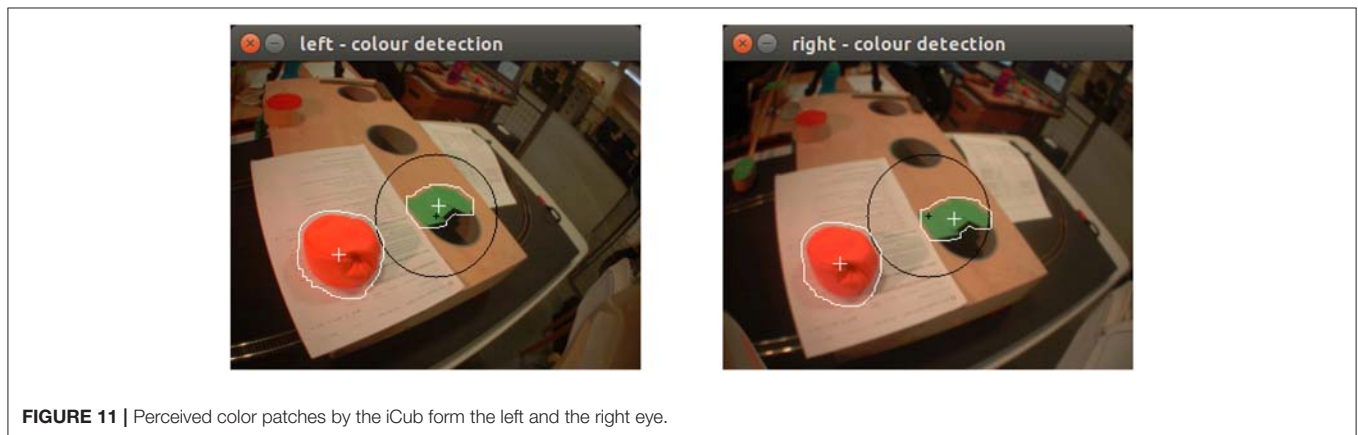 left - colour detection
right - colour detection
FIGURE 11 | Perceived color patches by the iCub form the left and the right eye.